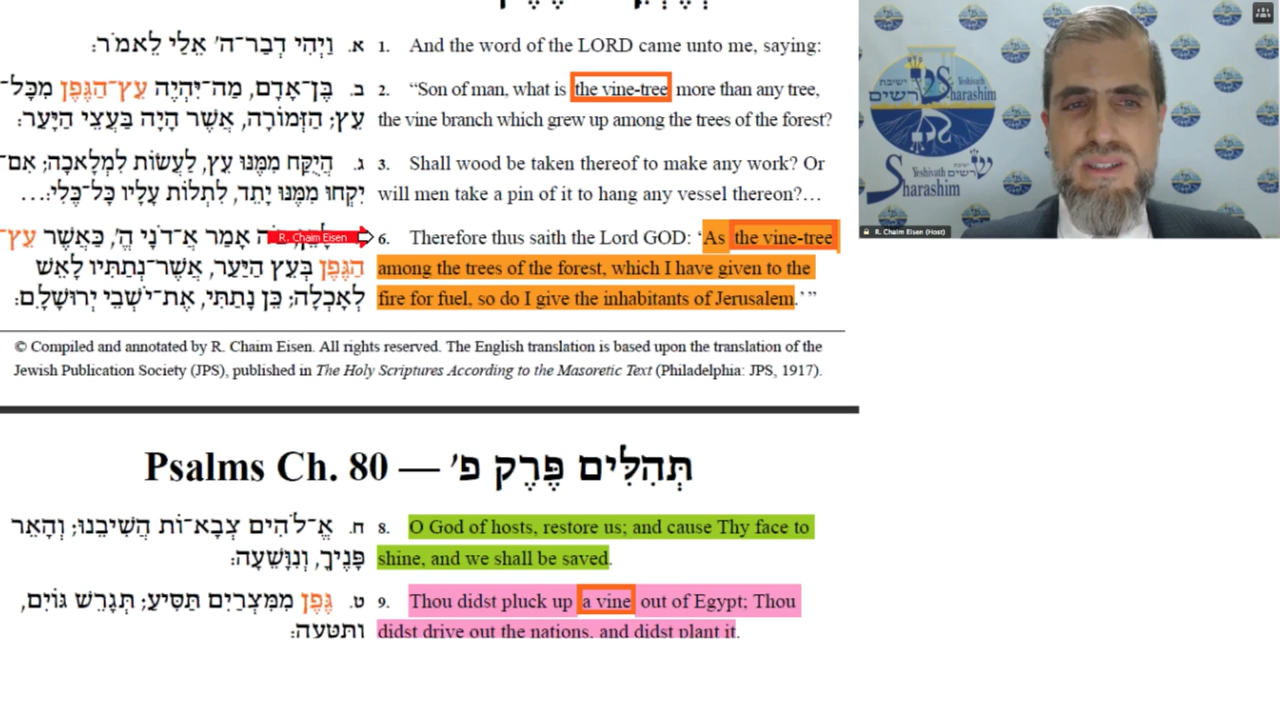 א. וַיְהִי דְבַר־ה' אֵלַי לֵאמֹר:
1. And the word of the LORD came unto me, saying:
ב. בֶּן־אָדָם, מַה־יִּהְיֶה עֵץ־הַגֶּפֶן מִכָּל־
עֵץ; הַזְּמוֹרָה, אֲשֶׁר הָיָה בַּעֲצֵי הַיָּעַר:
2. “Son of man, what is the vine-tree more than any tree,
the vine branch which grew up among the trees of the forest?
ג. הֲיֻקַּח מִמֶּנּוּ עֵץ, לַעֲשׂוֹת לִמְלָאכָה; אִם־
יִקְחוּ מִמֶּנּוּ יָתֵד, לִתְלוֹת עָלָיו כָּל־כֶּלִי:...
3. Shall wood be taken thereof to make any work? Or
will men take a pin of it to hang any vessel thereon?…
אָמַר אֲ־דֹנָי ה', כַּאֲשֶׁר עֵץ־
הַגֶּפֶן בְּעֵץ הַיַּעַר, אֲשֶׁר־נְתַתִּיו לָאֵשׁ
לְאָכְלָה; כֵּן נָתַתִּי, אֶת־יֹשְׁבֵי יְרוּשָׁלִָם:
R. Chaim Eisen
6. Therefore thus saith the Lord GOD: ‘As the vine-tree
among the trees of the forest, which I have given to the
fire for fuel, so do I give the inhabitants of Jerusalem.’”
© Compiled and annotated by R. Chaim Eisen. All rights reserved. The English translation is based upon the translation of the
Jewish Publication Society (JPS), published in The Holy Scriptures According to the Masoretic Text (Philadelphia: JPS, 1917).
Psalms Ch. 80 — תְּהִלִּים פֶּרֶק פ'
ח. אֱ־לֹהִים צְבָא־וֹת הֲשִׁיבֵנוּ; וְהָאֵר
פָּנֶיךָ, וְנִוָּשֵׁעָה:
8. O God of hosts, restore us; and cause Thy face to
shine, and we shall be saved.
ט. גֶּפֶן מִמִּצְרַיִם תַּסִּיעַ; תְּגָרֵשׁ גּוֹיִם,
וַתִּטָּעֶהָ:
9. Thou didst pluck up a vine out of Egypt; Thou
didst drive out the nations, and didst plant it.
ישיבת שרשים
Yeshivath Sharashim
ישיבת שרשים
Yeshivath Sharashim
R. Chaim Eisen (Host)